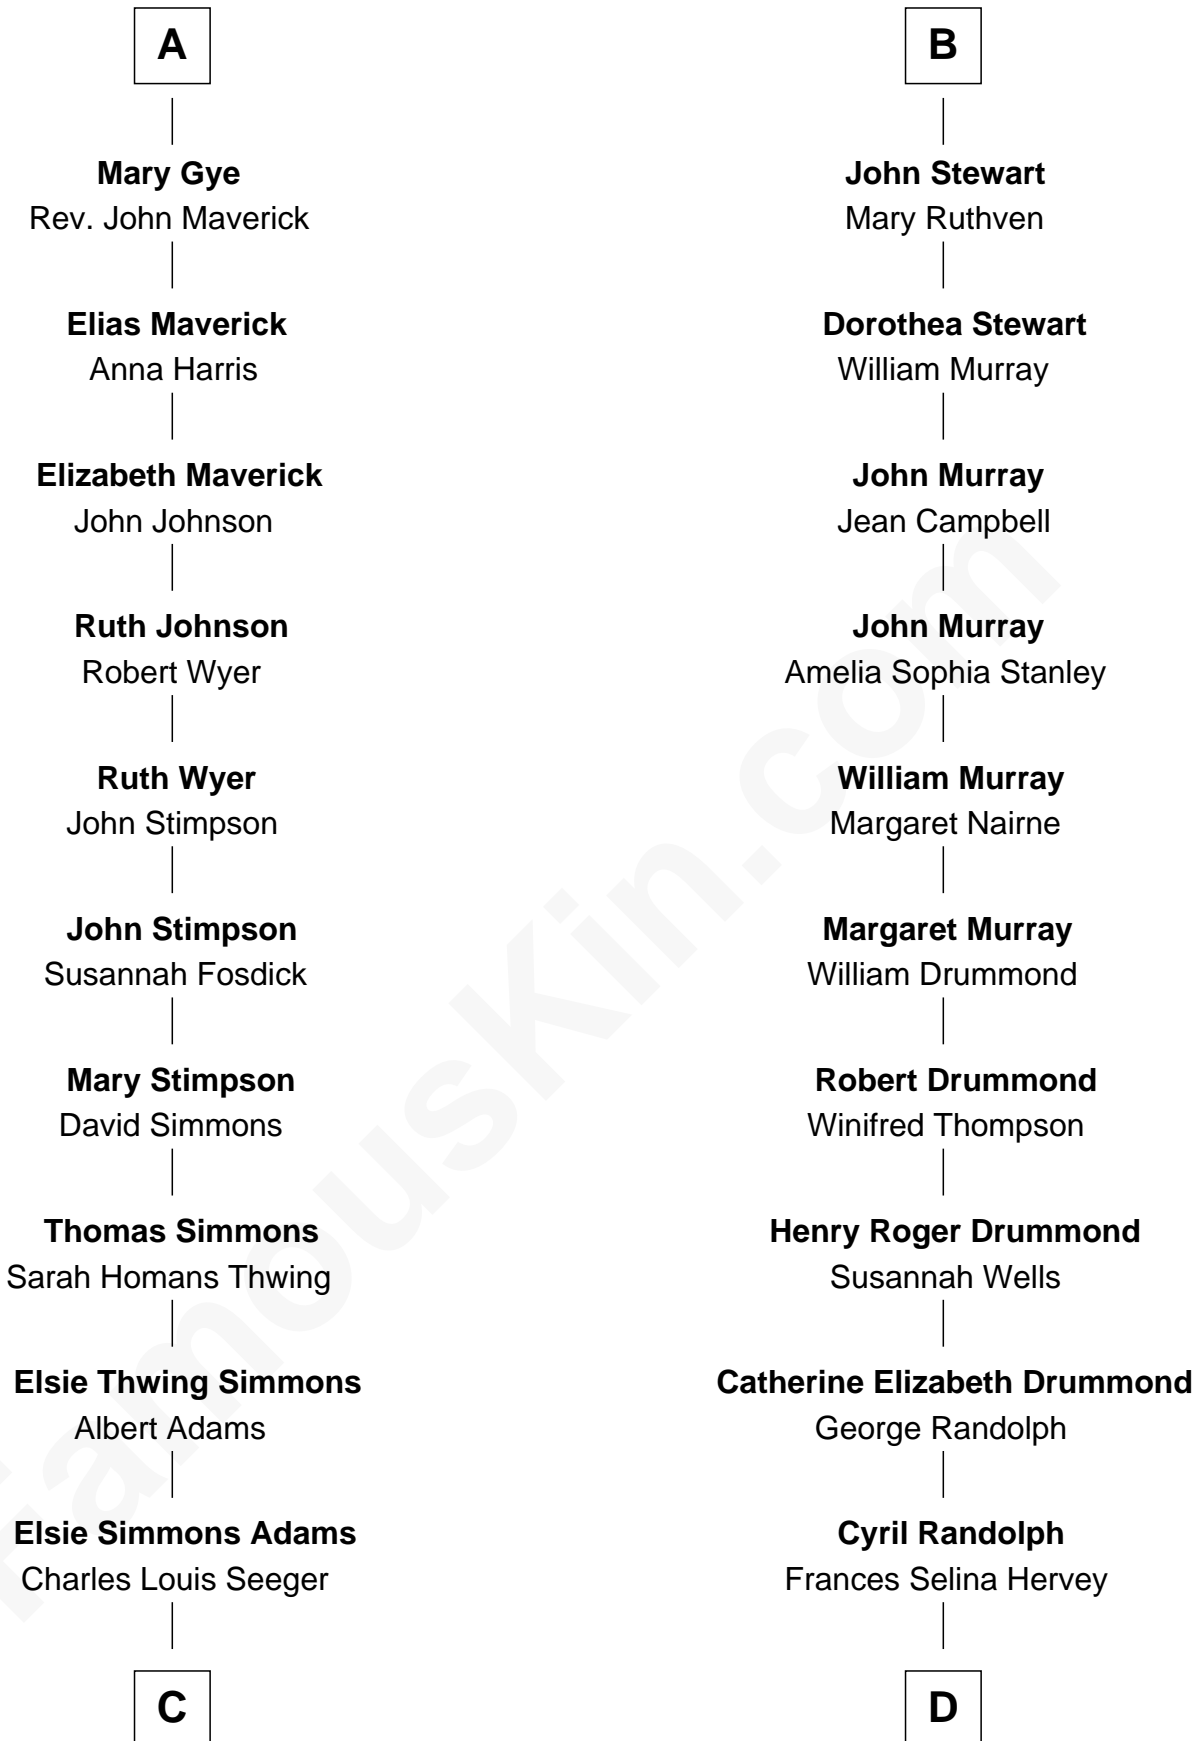 A
Mary Gye
Rev. John Maverick
Elias Maverick
Anna Harris
Elizabeth Maverick
John Johnson
Ruth Johnson
Robert Wyer
Ruth Wyer
John Stimpson
John Stimpson
Susannah Fosdick
Mary Stimpson
David Simmons
Thomas Simmons
Sarah Homans Thwing
Elsie Thwing Simmons
Albert Adams
Elsie Simmons Adams
Charles Louis Seeger
C
B
John Stewart
Mary Ruthven
Dorothea Stewart
William Murray
John Murray
Jean Campbell
John Murray
Amelia Sophia Stanley
William Murray
Margaret Nairne
Margaret Murray
William Drummond
Robert Drummond
Winifred Thompson
Henry Roger Drummond
Susannah Wells
Catherine Elizabeth Drummond
George Randolph
Cyril Randolph
Frances Selina Hervey
D
FamousKin.com